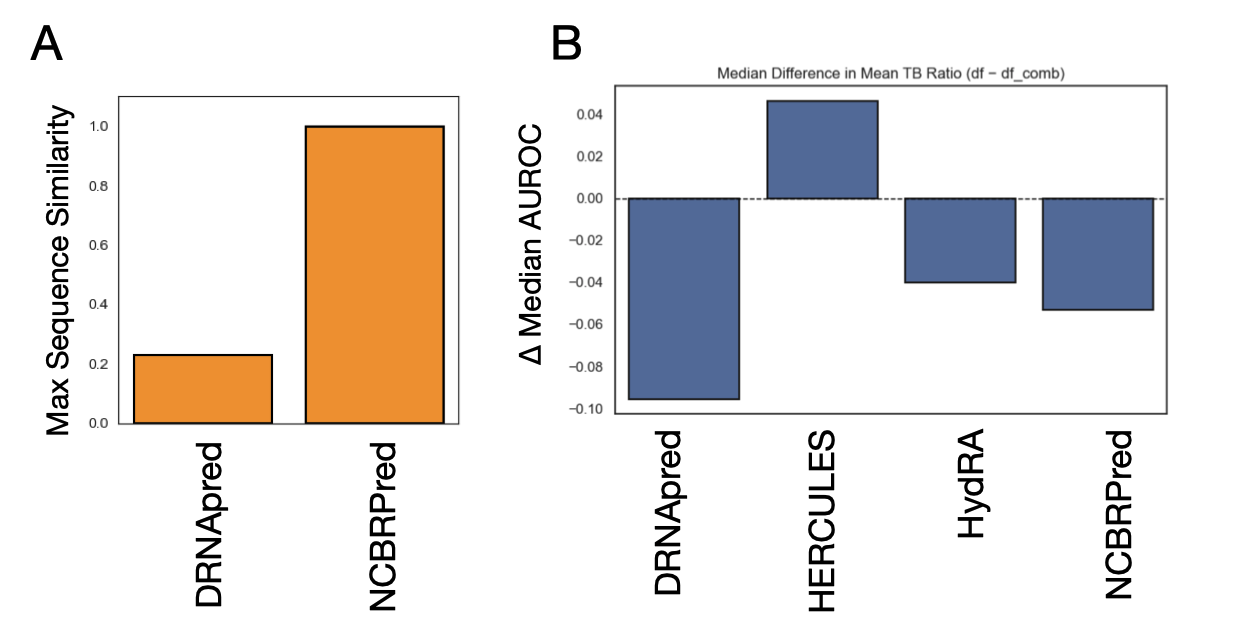 A
Max Sequence Similarity
1.0
0.8
0.6
0.4
0.2
0.0
DRNApred
NCBRPred
B
Median Difference in Mean TB Ratio (df − df_comb)
Δ Median AUROC
0.04
0.02
0.00
−0.02
−0.04
−0.06
−0.08
−0.10
DRNApred
HERCULES
HydRA
NCBRPred